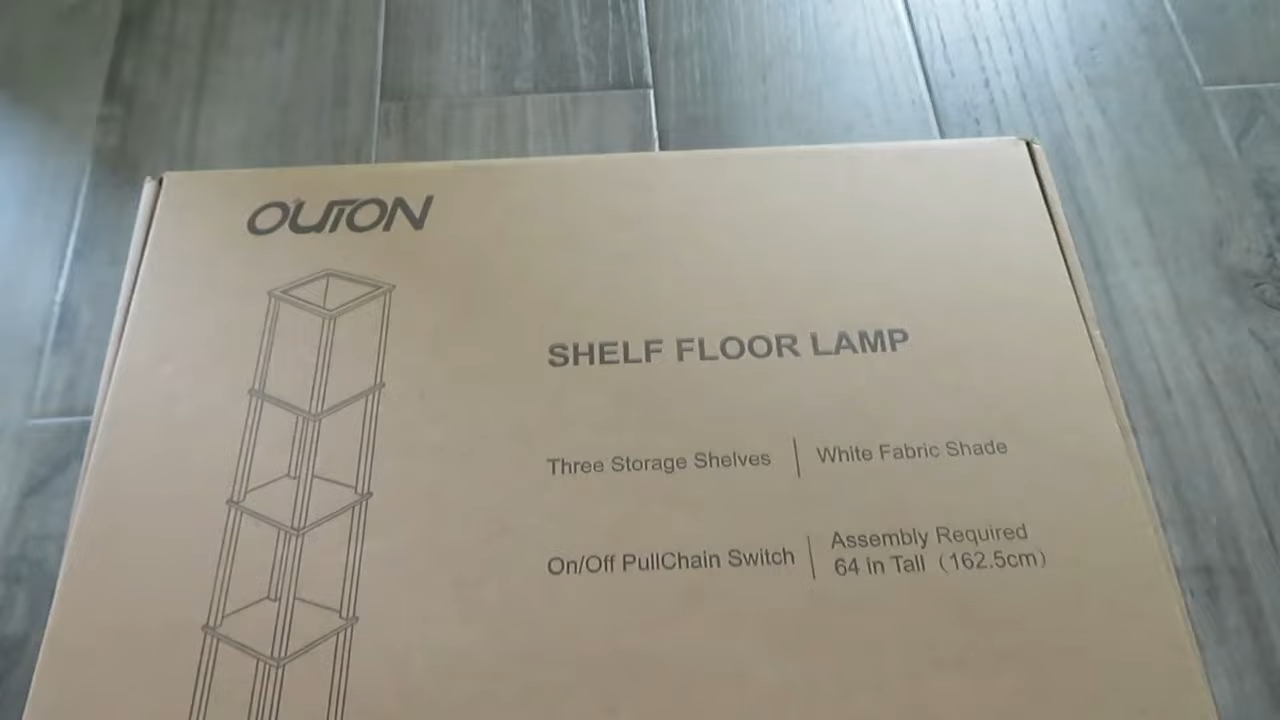 OUTON
SHELF FLOOR LAMP
Three Storage Shelves | White Fabric Shade
On/Off PullChain Switch | Assembly Required
64 in Tall（162.5cm）